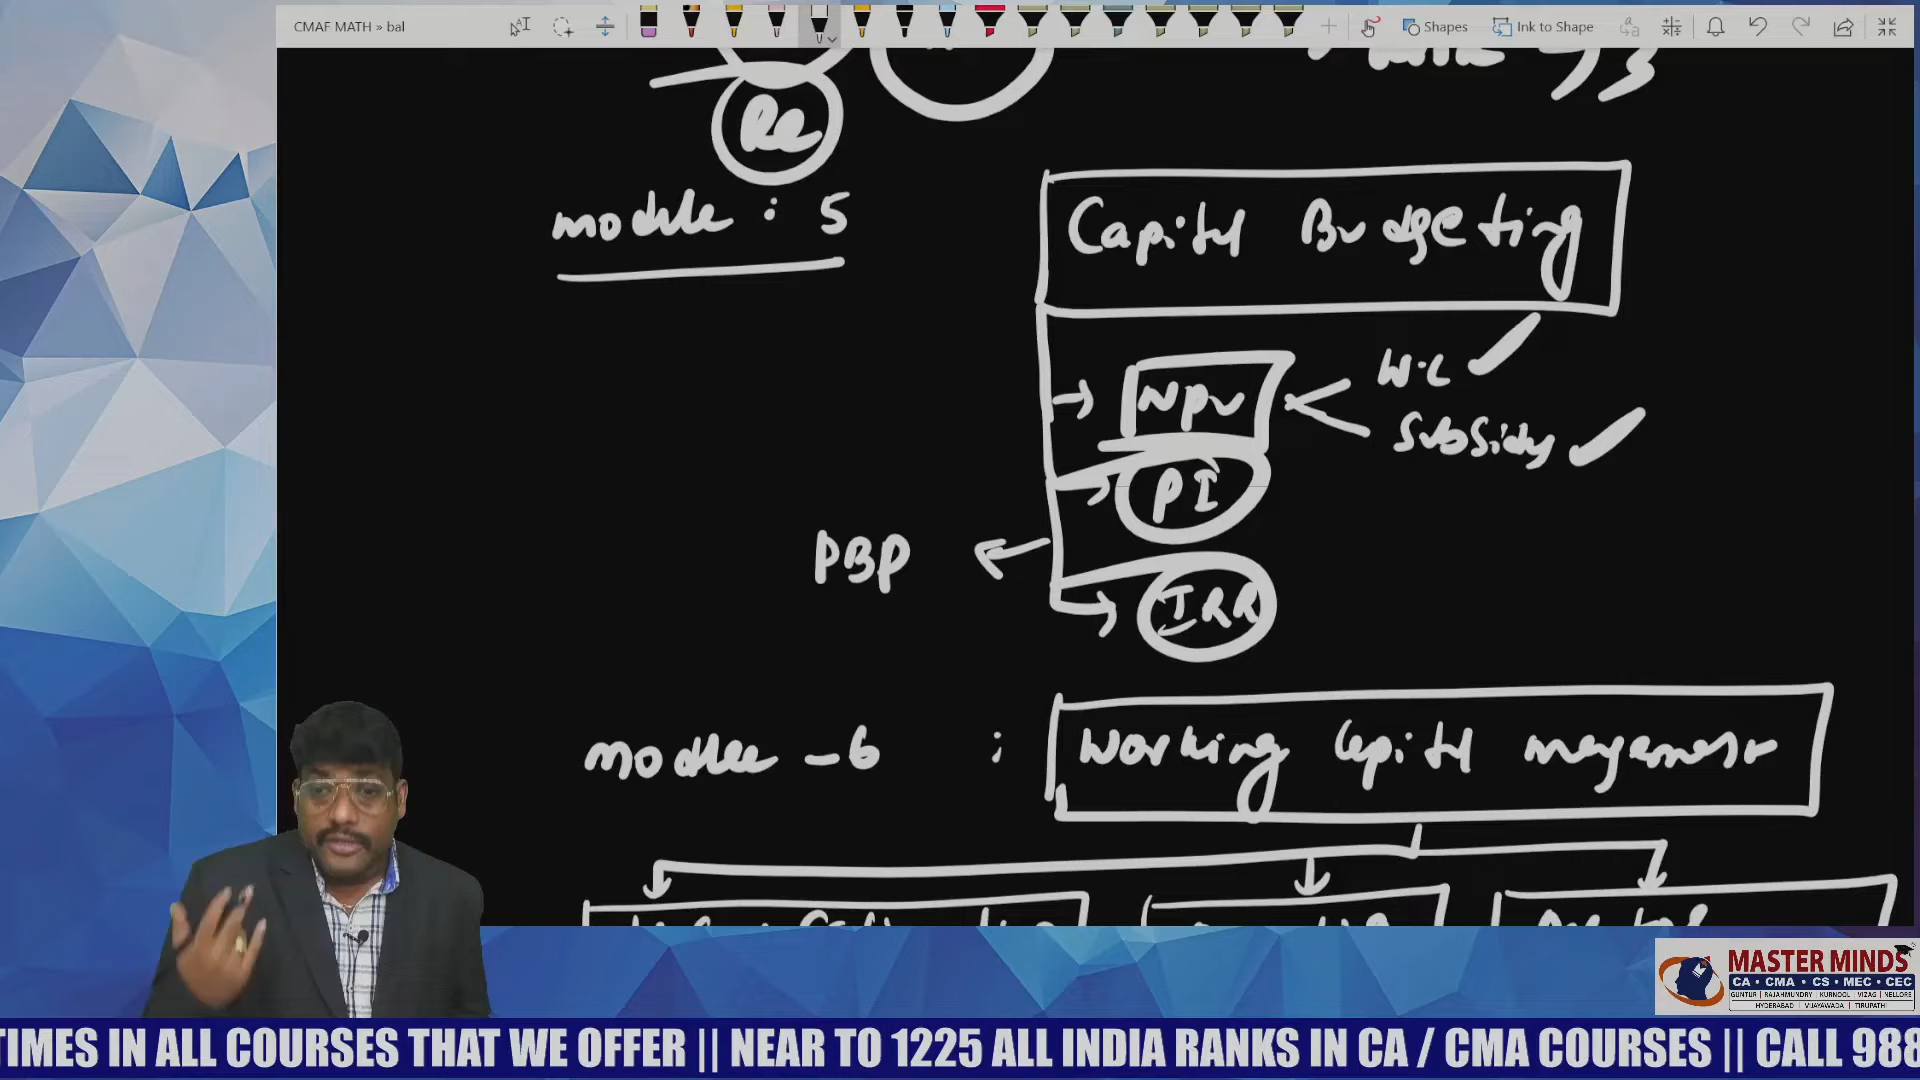 CMAF MATH » bal
Shapes
Ink to Shape
Re
module : 5
Capital Budgeting
NPV
W.C
Subsidy
PI
PBP
IRR
module - 6 : Working Capital management
MASTER MINDS
CA • CMA • CS • MEC • CEC
GUNTUR | RAJAHMUNDRY | KURNOOL | VIZAG | NELLORE
HYDERABAD | VIJAYAWADA | TIRUPATHI
TIMES IN ALL COURSES THAT WE OFFER || NEAR TO 1225 ALL INDIA RANKS IN CA / CMA COURSES || CALL 988